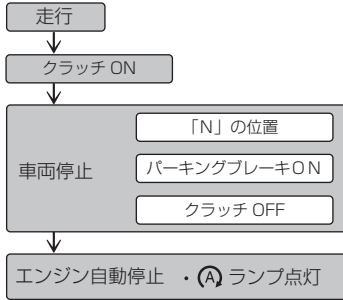 走行
クラッチ ON
車両停止
「N」の位置
パーキングブレーキON
クラッチ OFF
エンジン自動停止 ・Ⓐ ランプ点灯